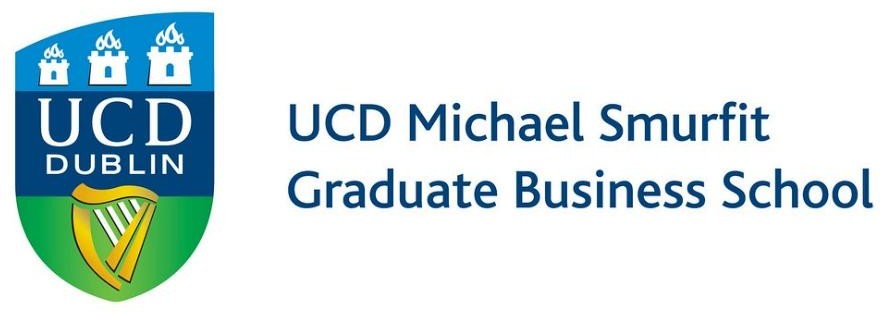 UCD
DUBLIN
UCD Michael Smurfit
Graduate Business School